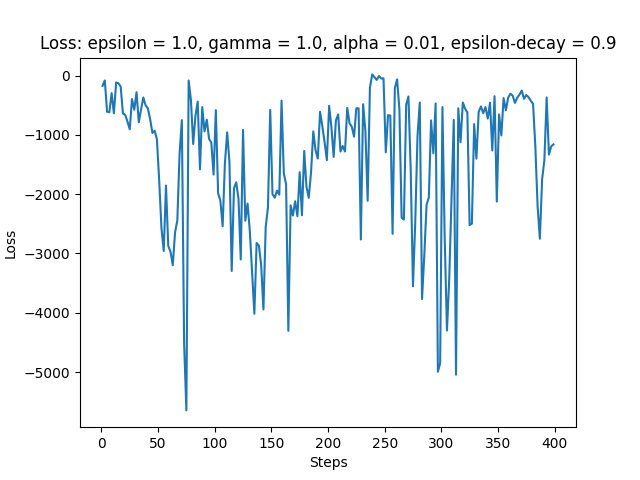 Loss: epsilon = 1.0, gamma = 1.0, alpha = 0.01, epsilon-decay = 0.9
0
−1000
−2000
−3000
−4000
−5000
Loss
0 50 100 150 200 250 300 350 400
Steps